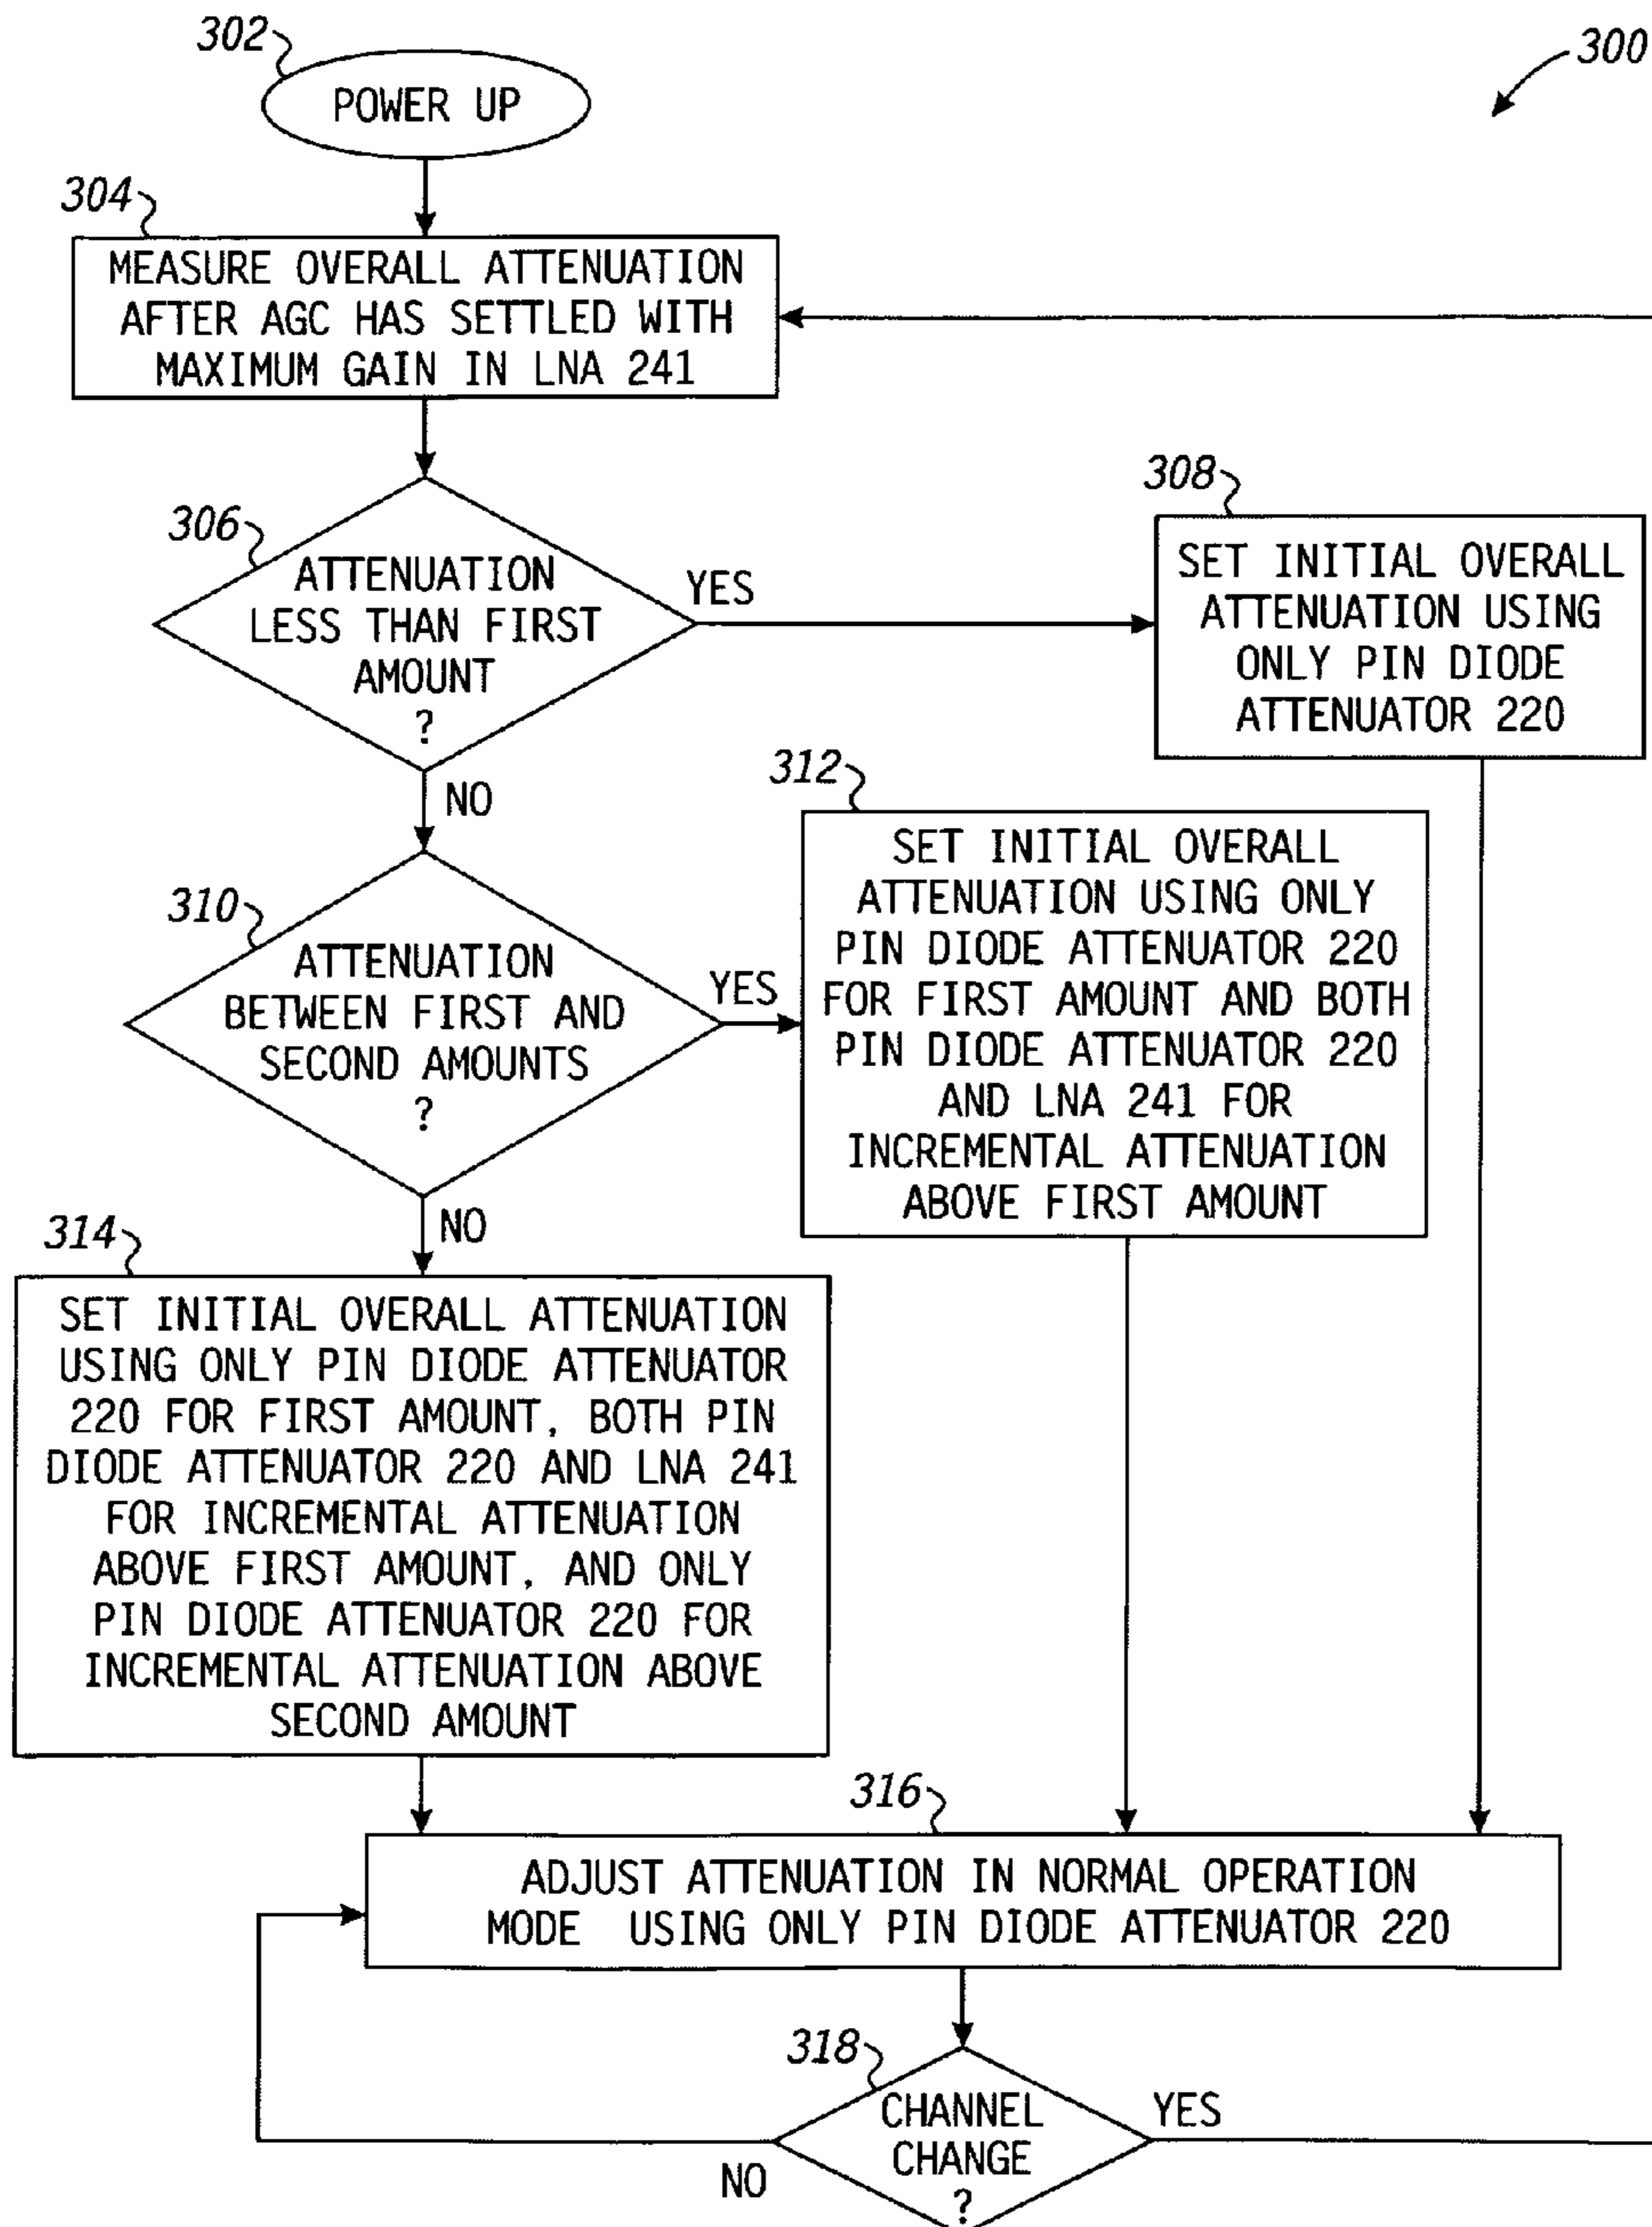 302
POWER UP
300
304
MEASURE OVERALL ATTENUATION
AFTER AGC HAS SETTLED WITH
MAXIMUM GAIN IN LNA 241
306
ATTENUATION
LESS THAN FIRST
AMOUNT
?
YES
NO
308
SET INITIAL OVERALL
ATTENUATION USING
ONLY PIN DIODE
ATTENUATOR 220
310
ATTENUATION
BETWEEN FIRST AND
SECOND AMOUNTS
?
YES
NO
312
SET INITIAL OVERALL
ATTENUATION USING ONLY
PIN DIODE ATTENUATOR 220
FOR FIRST AMOUNT AND BOTH
PIN DIODE ATTENUATOR 220
AND LNA 241 FOR
INCREMENTAL ATTENUATION
ABOVE FIRST AMOUNT
314
SET INITIAL OVERALL ATTENUATION
USING ONLY PIN DIODE ATTENUATOR
220 FOR FIRST AMOUNT, BOTH PIN
DIODE ATTENUATOR 220 AND LNA 241
FOR INCREMENTAL ATTENUATION
ABOVE FIRST AMOUNT, AND ONLY
PIN DIODE ATTENUATOR 220 FOR
INCREMENTAL ATTENUATION ABOVE
SECOND AMOUNT
316
ADJUST ATTENUATION IN NORMAL OPERATION
MODE USING ONLY PIN DIODE ATTENUATOR 220
318
CHANNEL
CHANGE
?
YES
NO